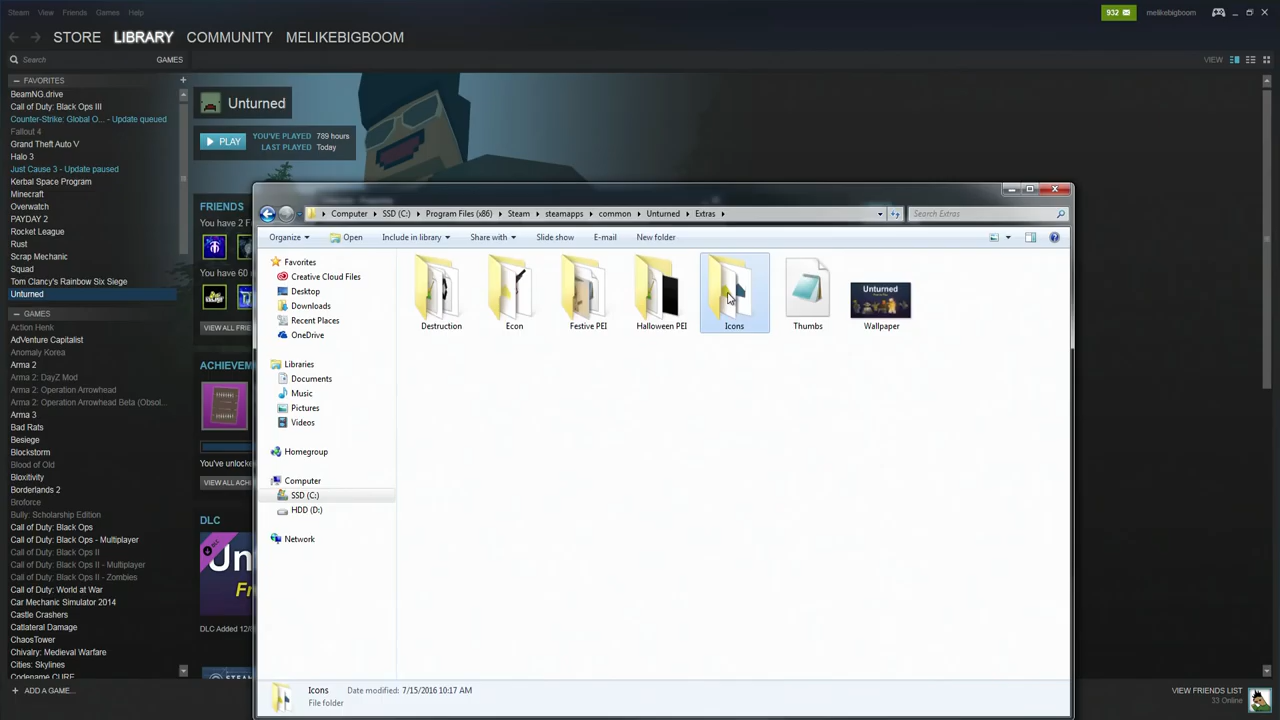 Steam View Friends Games Help
932 melikebigboom
STORE LIBRARY COMMUNITY MELIKEBIGBOOM
Search GAMES
VIEW
FAVORITES
BeamNG.drive
Call of Duty: Black Ops III
Counter-Strike: Global O... - Update queued
Fallout 4
Grand Theft Auto V
Halo 3
Just Cause 3 - Update paused
Kerbal Space Program
Minecraft
Overwatch
PAYDAY 2
Rocket League
Rust
Scrap Mechanic
Squad
Tom Clancy's Rainbow Six Siege
Unturned
GAMES
Action Henk
AdVenture Capitalist
Anomaly Korea
Arma 2
Arma 2: DayZ Mod
Arma 2: Operation Arrowhead
Arma 2: Operation Arrowhead Beta (Obsol...
Arma 3
Bad Rats
Besiege
Blockstorm
Blood of Old
Bloxitivity
Borderlands 2
Broforce
Bully: Scholarship Edition
Call of Duty: Black Ops
Call of Duty: Black Ops - Multiplayer
Call of Duty: Black Ops II
Call of Duty: Black Ops II - Multiplayer
Call of Duty: Black Ops II - Zombies
Call of Duty: World at War
Car Mechanic Simulator 2014
Castle Crashers
Cattlateral Damage
ChaosTower
Chivalry: Medieval Warfare
Cities: Skylines
Codename CURE
ADD A GAME...
Unturned
PLAY
YOU'VE PLAYED 789 hours
LAST PLAYED Today
FRIENDS
You have 2 F
You have 60
VIEW ALL FRIE
ACHIEVEM
You've unlocke
VIEW ALL ACHI
DLC
Un
Fr
DLC Added 12/
STEA
Computer SSD (C:) Program Files (x86) Steam steamapps common Unturned Extras
Search Extras
Organize Open Include in library Share with Slide show E-mail New folder
Favorites
Creative Cloud Files
Desktop
Downloads
Recent Places
OneDrive
Libraries
Documents
Music
Pictures
Videos
Homegroup
Computer
SSD (C:)
HDD (D:)
Network
Unturned
Destruction Econ Festive PEI Halloween PEI Icons Thumbs Wallpaper
Icons Date modified: 7/15/2016 10:17 AM
File folder
VIEW FRIENDS LIST
33 Online